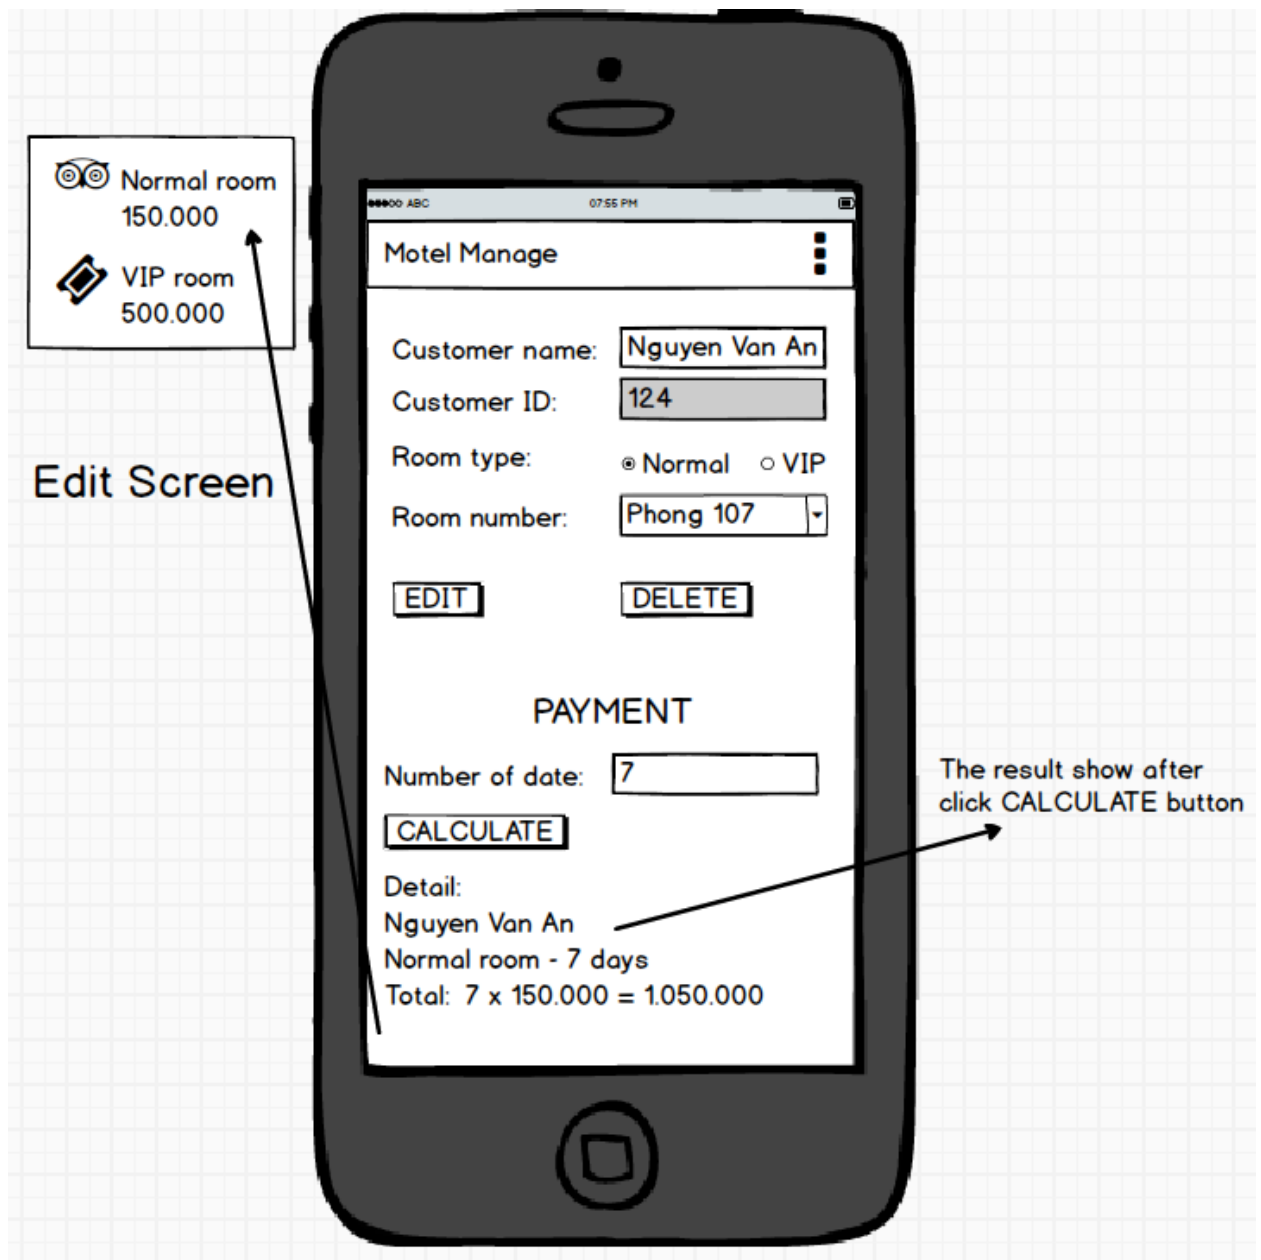 Normal room
150.000
VIP room
500.000
Edit Screen
ABC 07:55 PM
Motel Manage
Customer name: Nguyen Van An
Customer ID: 124
Room type: Normal VIP
Room number: Phong 107
EDIT DELETE
PAYMENT
Number of date: 7
CALCULATE
Detail:
Nguyen Van An
Normal room - 7 days
Total: 7 x 150.000 = 1.050.000
The result show after
click CALCULATE button